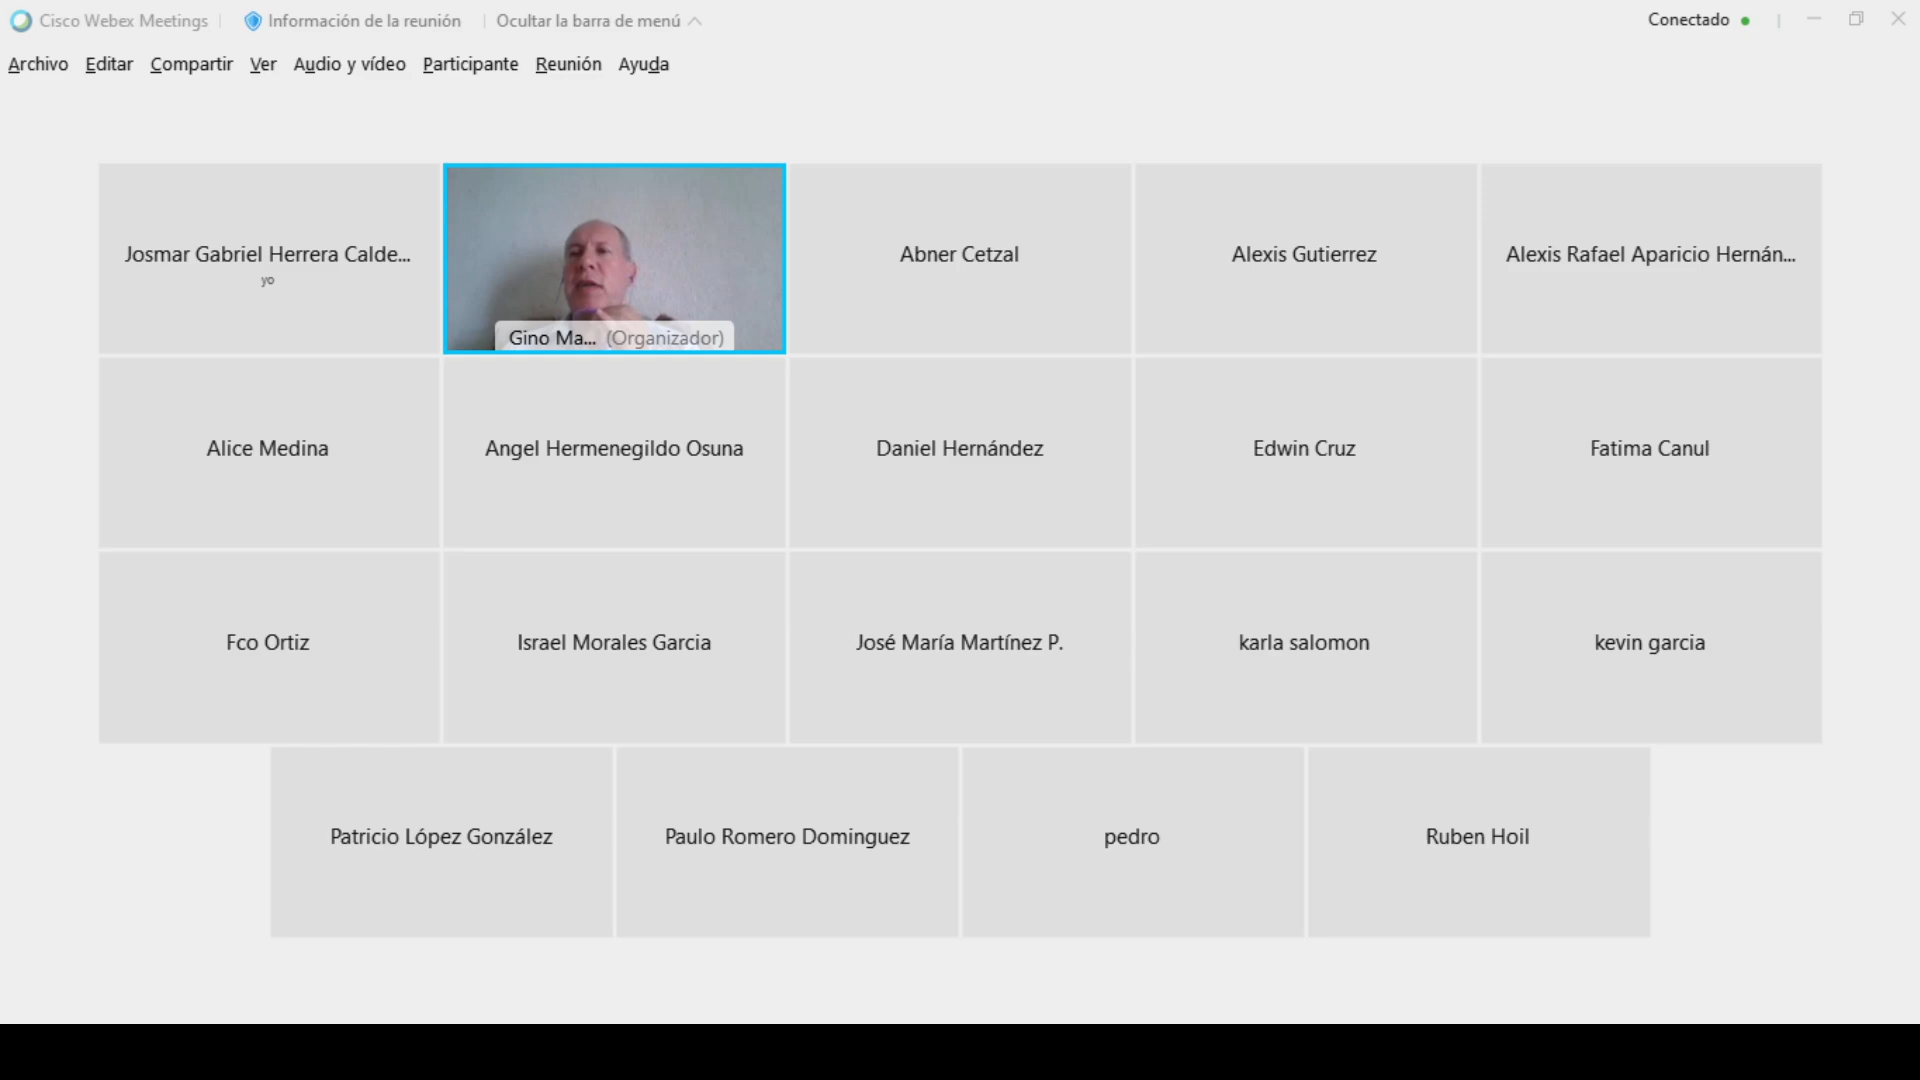 Cisco Webex Meetings Información de la reunión Ocultar la barra de menú Conectado
Archivo Editar Compartir Ver Audio y vídeo Participante Reunión Ayuda
Josmar Gabriel Herrera Calde...
yo
Gino Ma... (Organizador)
Abner Cetzal
Alexis Gutierrez
Alexis Rafael Aparicio Hernán...
Alice Medina
Angel Hermenegildo Osuna
Daniel Hernández
Edwin Cruz
Fatima Canul
Fco Ortiz
Israel Morales Garcia
José María Martínez P.
karla salomon
kevin garcia
Patricio López González
Paulo Romero Dominguez
pedro
Ruben Hoil